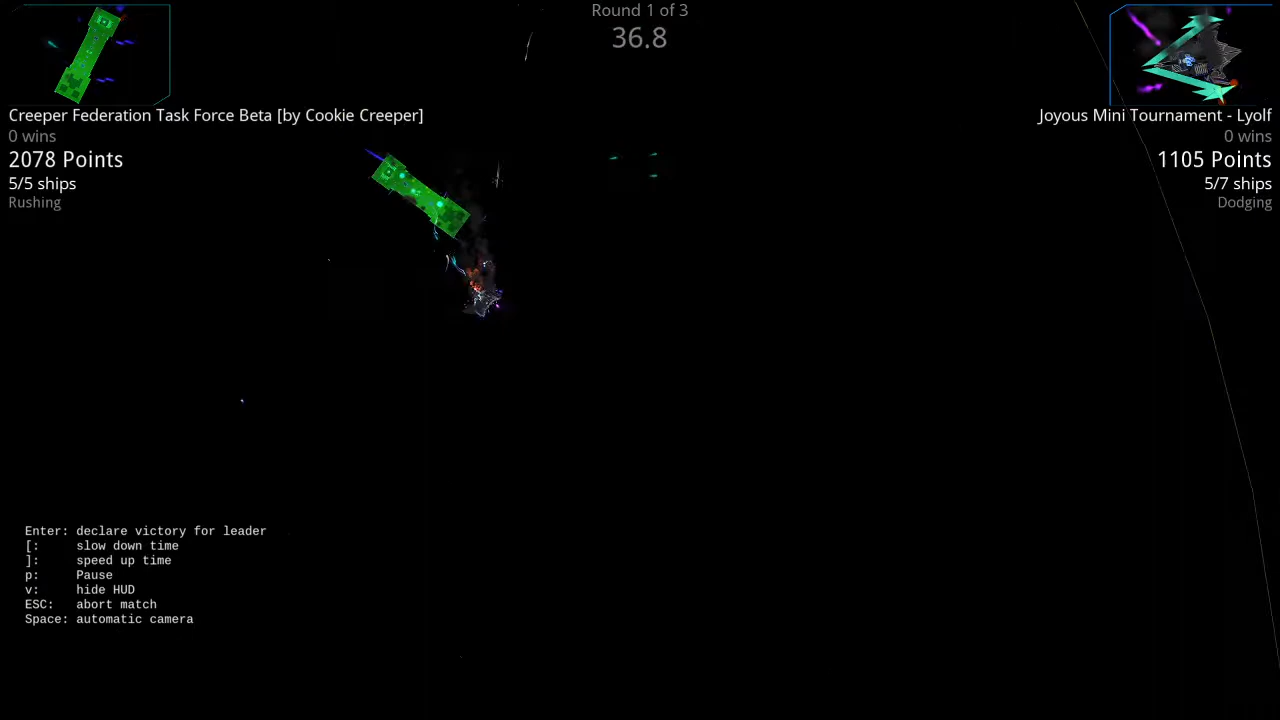 Round 1 of 3
36.8
Creeper Federation Task Force Beta [by Cookie Creeper]
0 wins
2078 Points
5/5 ships
Rushing
Joyous Mini Tournament - Lyolf
0 wins
1105 Points
5/7 ships
Dodging
Enter: declare victory for leader
[: slow down time
]: speed up time
p: Pause
v: hide HUD
ESC: abort match
Space: automatic camera